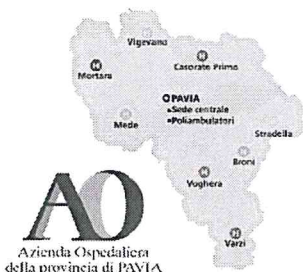 Vigevano
H
Mortara
H
Casorate Primo
PAVIA
•Sede centrale
•Poliambulatori
Mede
Stradella
H
Broni
H
Voghera
H
Varzi
AO
Azienda Ospedaliera
della provincia di PAVIA